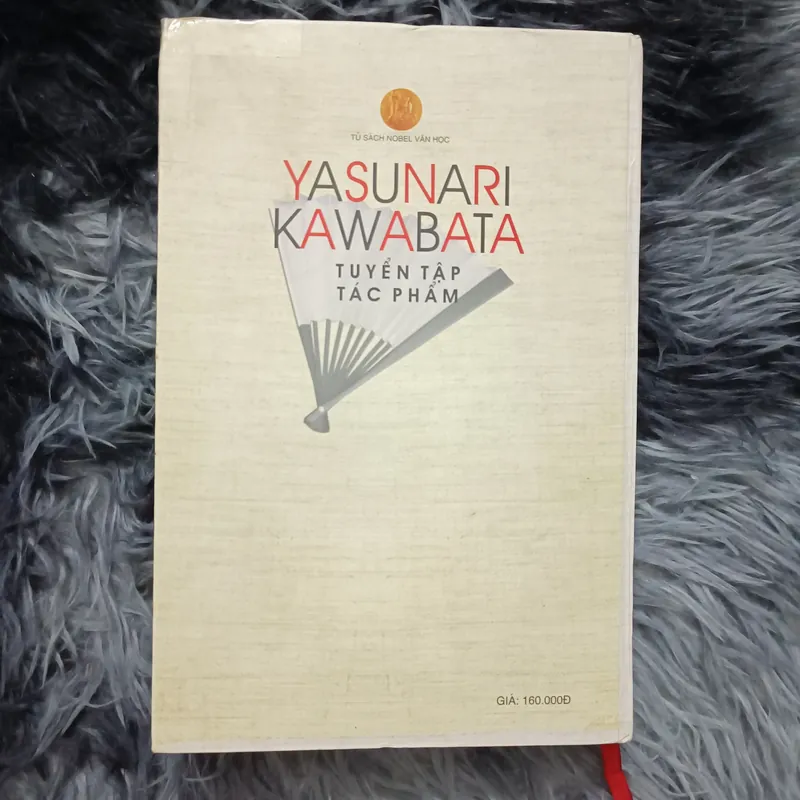 TỦ SÁCH NOBEL VĂN HỌC
YASUNARI
KAWABATA
TUYỂN TẬP
TÁC PHẨM
GIÁ: 160.000Đ